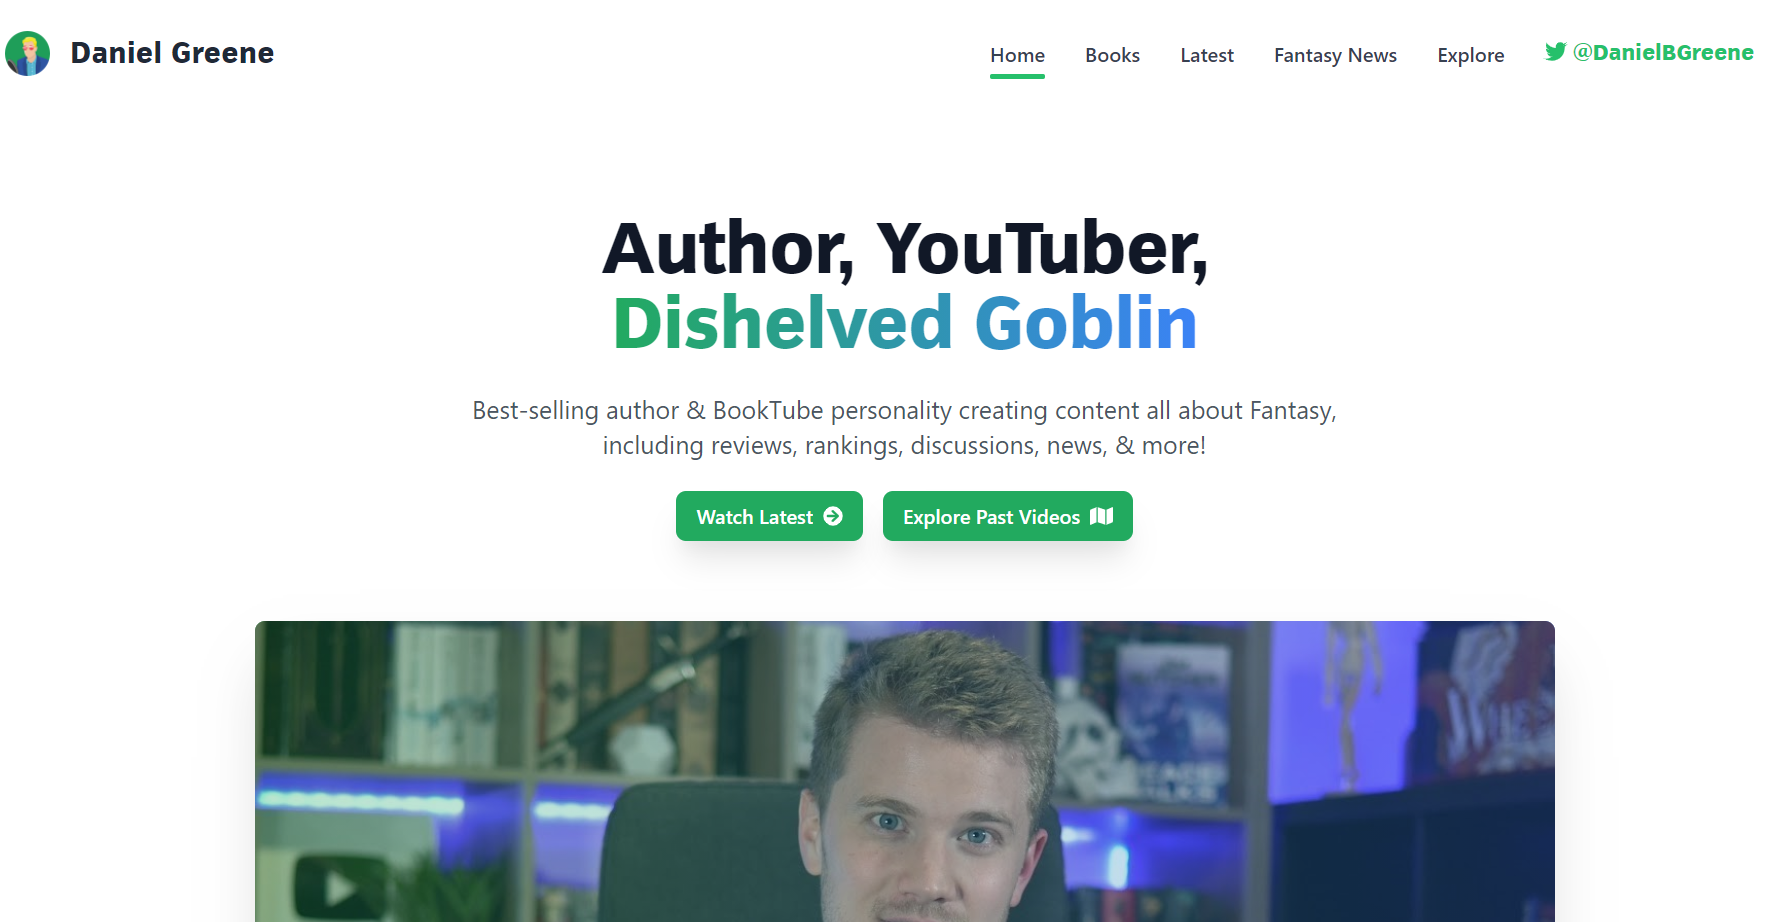 Daniel Greene
Home
Books
Latest
Fantasy News
Explore
@DanielBGreene
Author, YouTuber,
Dishelved Goblin
Best-selling author & BookTube personality creating content all about Fantasy,
including reviews, rankings, discussions, news, & more!
Watch Latest
Explore Past Videos